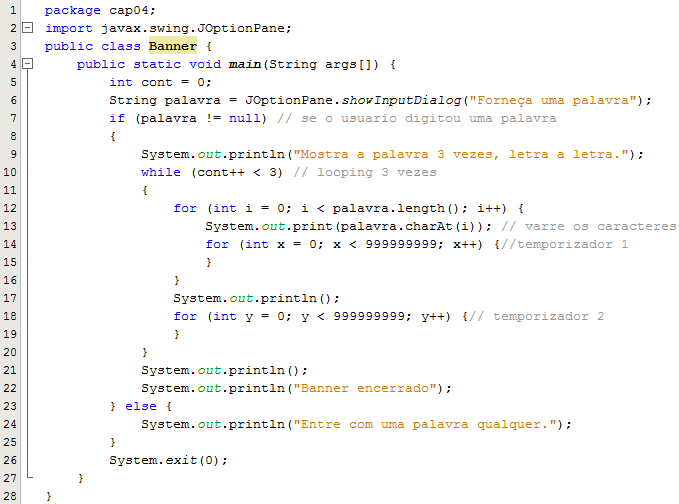 1 package cap04;
2 import javax.swing.JOptionPane;
3 public class Banner {
4     public static void main(String args[]) {
5         int cont = 0;
6         String palavra = JOptionPane.showInputDialog("Forneça uma palavra");
7         if (palavra != null) // se o usuario digitou uma palavra
8         {
9             System.out.println("Mostra a palavra 3 vezes, letra a letra.");
10             while (cont++ < 3) // looping 3 vezes
11             {
12                 for (int i = 0; i < palavra.length(); i++) {
13                     System.out.print(palavra.charAt(i)); // varre os caracteres
14                     for (int x = 0; x < 999999999; x++) {//temporizador 1
15                     }
16                 }
17                 System.out.println();
18                 for (int y = 0; y < 999999999; y++) {// temporizador 2
19                 }
20             }
21             System.out.println();
22             System.out.println("Banner encerrado");
23         } else {
24             System.out.println("Entre com uma palavra qualquer.");
25         }
26         System.exit(0);
27     }
28 }